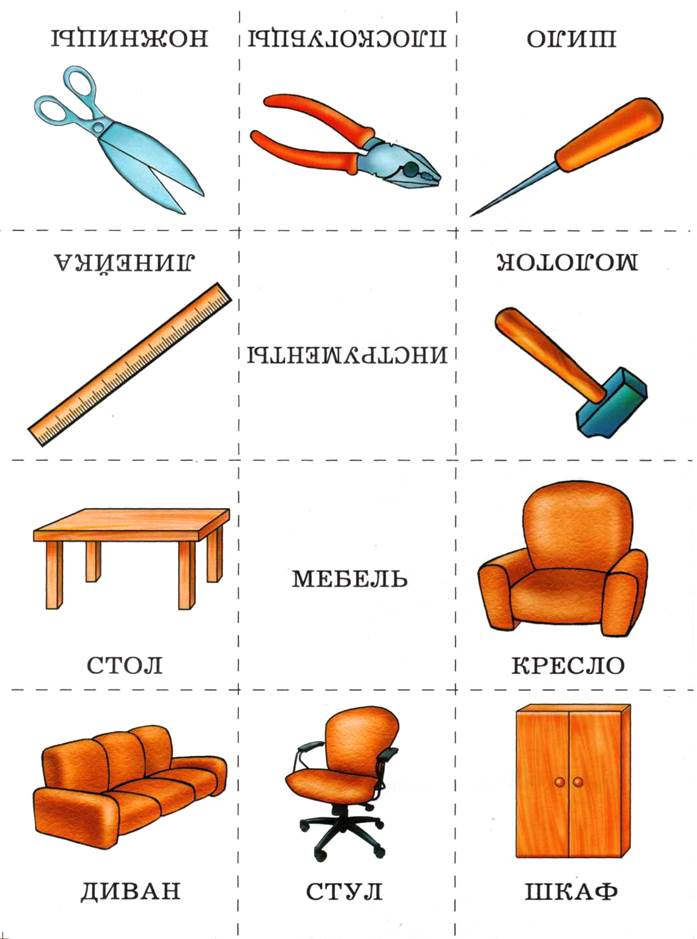 НОЖНИЦЫ
ПЛОСКОГУБЦЫ
ШИЛО
ЛИНЕЙКА
ИНСТРУМЕНТЫ
МОЛОТОК
МЕБЕЛЬ
СТОЛ
КРЕСЛО
ДИВАН
СТУЛ
ШКАФ